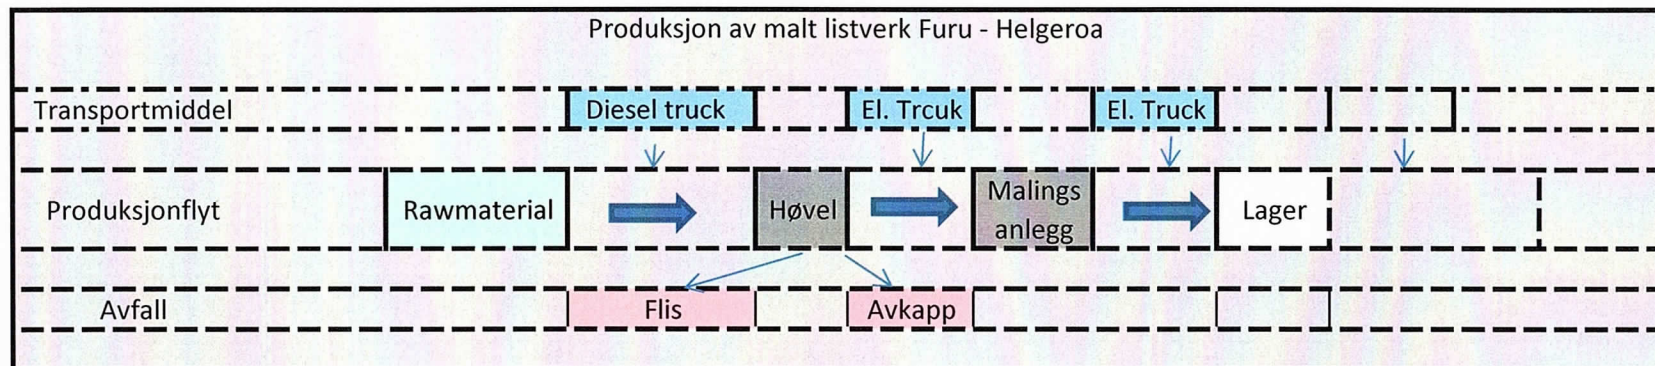 Produksjon av malt listverk Furu - Helgeroa
Transportmiddel
Diesel truck
El. Trcuk
El. Truck
Produksjonflyt
Rawmaterial
Høvel
Malings
anlegg
Lager
Avfall
Flis
Avkapp